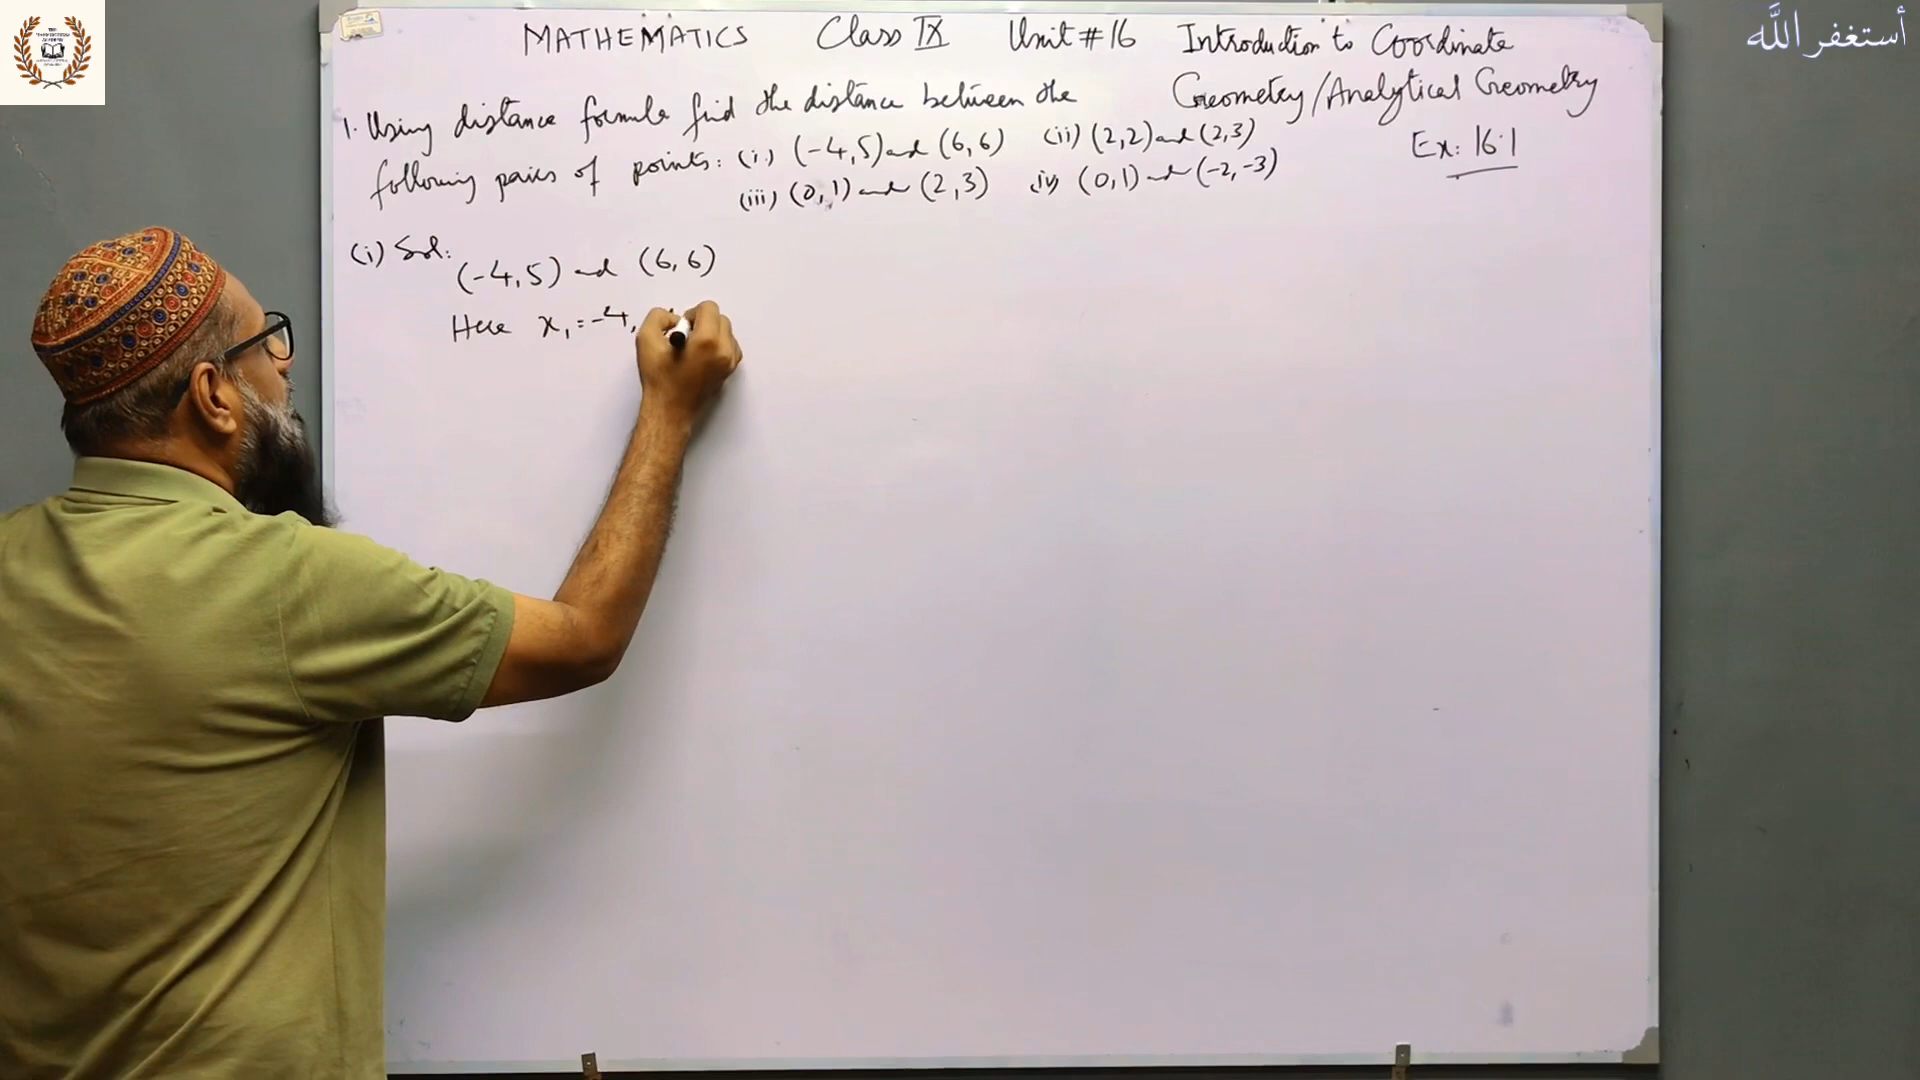 MATHEMATICS Class IX Unit #16 Introduction to Coordinate
Geometry/Analytical Geometry
Ex: 16.1
1. Using distance formula find the distance between the
following pairs of points: (i) (-4,5) and (6,6) (ii) (2,2) and (2,3)
(iii) (0,1) and (2,3) iv) (0,1) and (-2,-3)
(i) Sol:
(-4,5) and (6,6)
Here x₁=-4,
أستغفر الله